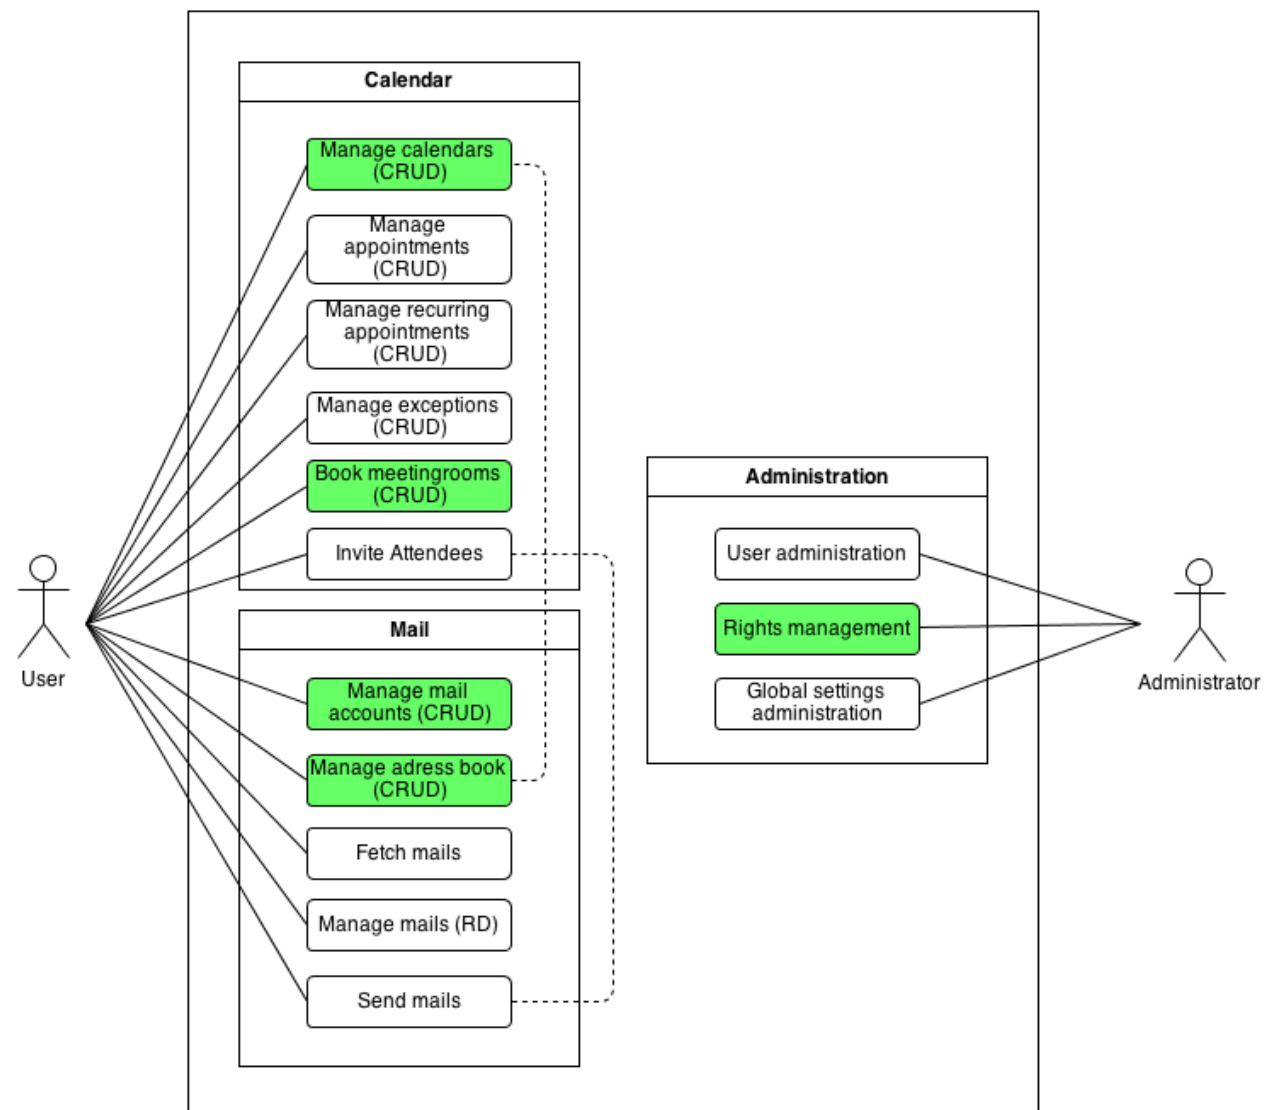 Calendar
Manage calendars
(CRUD)
Manage
appointments
(CRUD)
Manage recurring
appointments
(CRUD)
Manage exceptions
(CRUD)
Book meetingrooms
(CRUD)
Invite Attendees
User
Mail
Manage mail
accounts (CRUD)
Manage adress book
(CRUD)
Fetch mails
Manage mails (RD)
Send mails
Administration
User administration
Rights management
Global settings
administration
Administrator